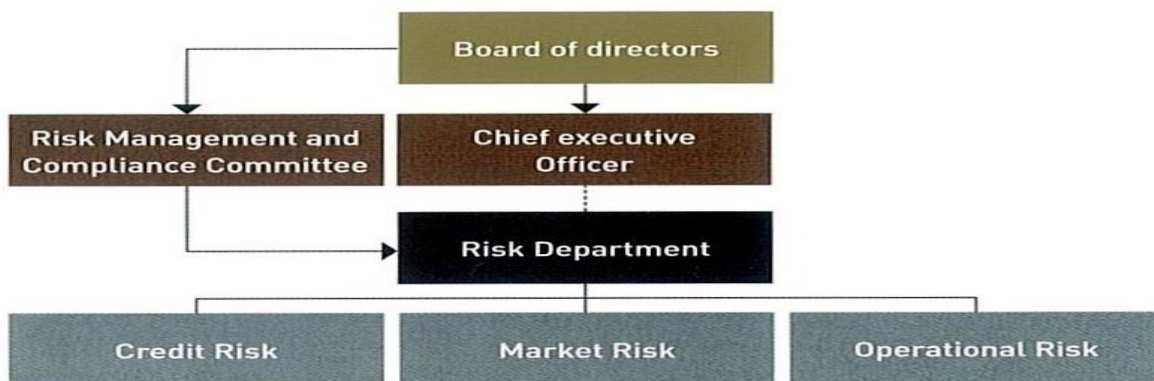 Board of directors
Risk Management and
Compliance Committee
Chief executive
Officer
Risk Department
Credit Risk
Market Risk
Operational Risk